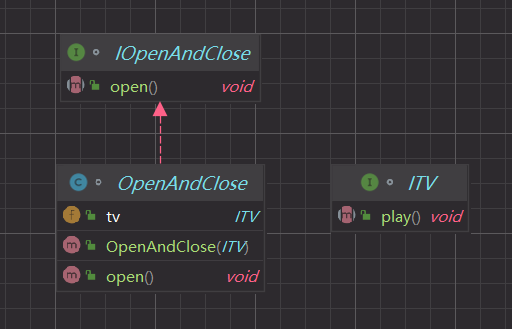 I IOpenAndClose
m open() void
C OpenAndClose
f tv ITV
m OpenAndClose(ITV)
m open() void
I ITV
m play() void